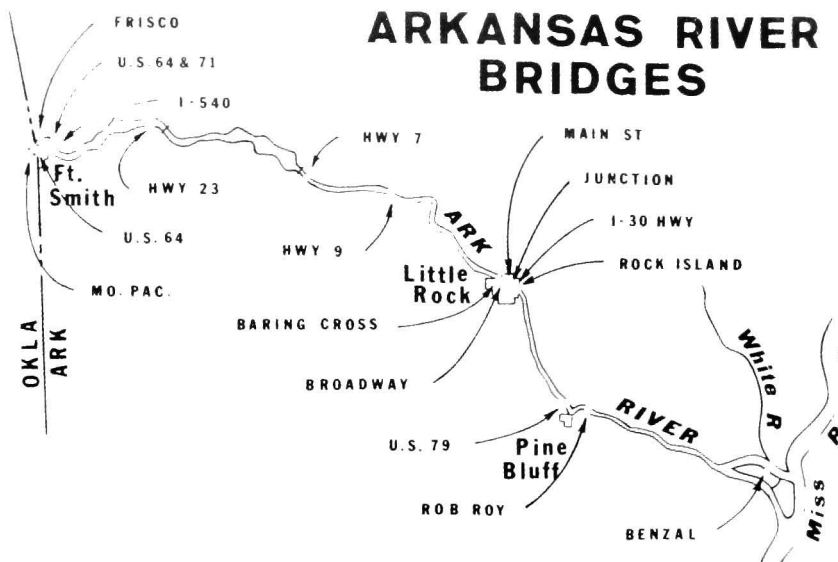 ARKANSAS RIVER
BRIDGES
FRISCO
U.S. 64 & 71
I-540
HWY 7
MAIN ST
JUNCTION
I-30 HWY
ROCK ISLAND
Ft.
Smith
HWY 23
U.S. 64
HWY 9
ARK
Little
Rock
MO. PAC.
BARING CROSS
OKLA
ARK
BROADWAY
White R
U.S. 79
Pine
Bluff
RIVER
ROB ROY
BENZAL
Miss